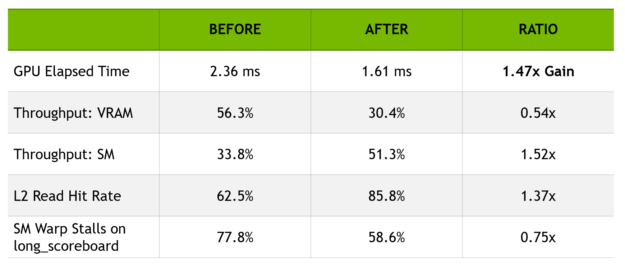 BEFORE AFTER RATIO
GPU Elapsed Time 2.36 ms 1.61 ms 1.47x Gain
Throughput: VRAM 56.3% 30.4% 0.54x
Throughput: SM 33.8% 51.3% 1.52x
L2 Read Hit Rate 62.5% 85.8% 1.37x
SM Warp Stalls on
long_scoreboard 77.8% 58.6% 0.75x